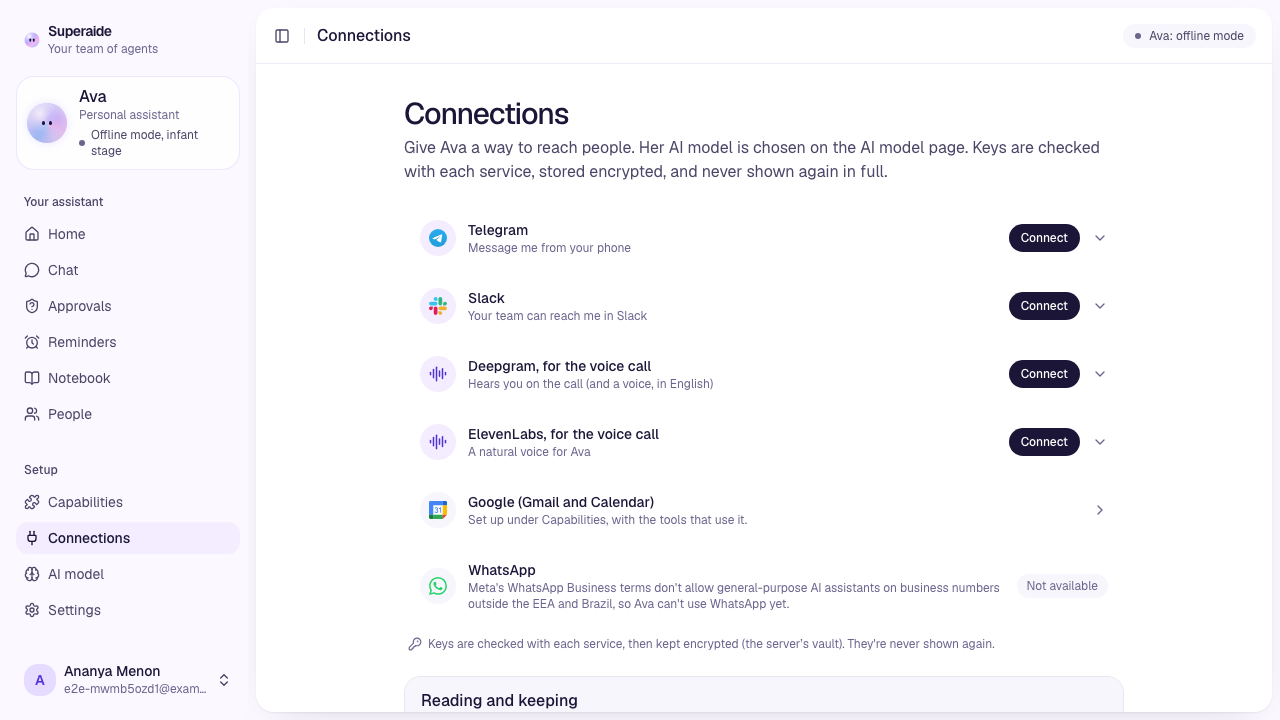 Superaide
Your team of agents
Ava
Personal assistant
Offline mode, infant
stage
Your assistant
Home
Chat
Approvals
Reminders
Notebook
People
Setup
Capabilities
Connections
AI model
Settings
A
Ananya Menon
e2e-mwmb5ozd1@exam...
Connections
Ava: offline mode
Connections
Give Ava a way to reach people. Her AI model is chosen on the AI model page. Keys are checked
with each service, stored encrypted, and never shown again in full.
Telegram
Message me from your phone
Connect
Slack
Your team can reach me in Slack
Connect
Deepgram, for the voice call
Hears you on the call (and a voice, in English)
Connect
ElevenLabs, for the voice call
A natural voice for Ava
Connect
31
Google (Gmail and Calendar)
Set up under Capabilities, with the tools that use it.
WhatsApp
Meta's WhatsApp Business terms don't allow general-purpose AI assistants on business numbers
outside the EEA and Brazil, so Ava can't use WhatsApp yet.
Not available
Keys are checked with each service, then kept encrypted (the server's vault). They're never shown again.
Reading and keeping